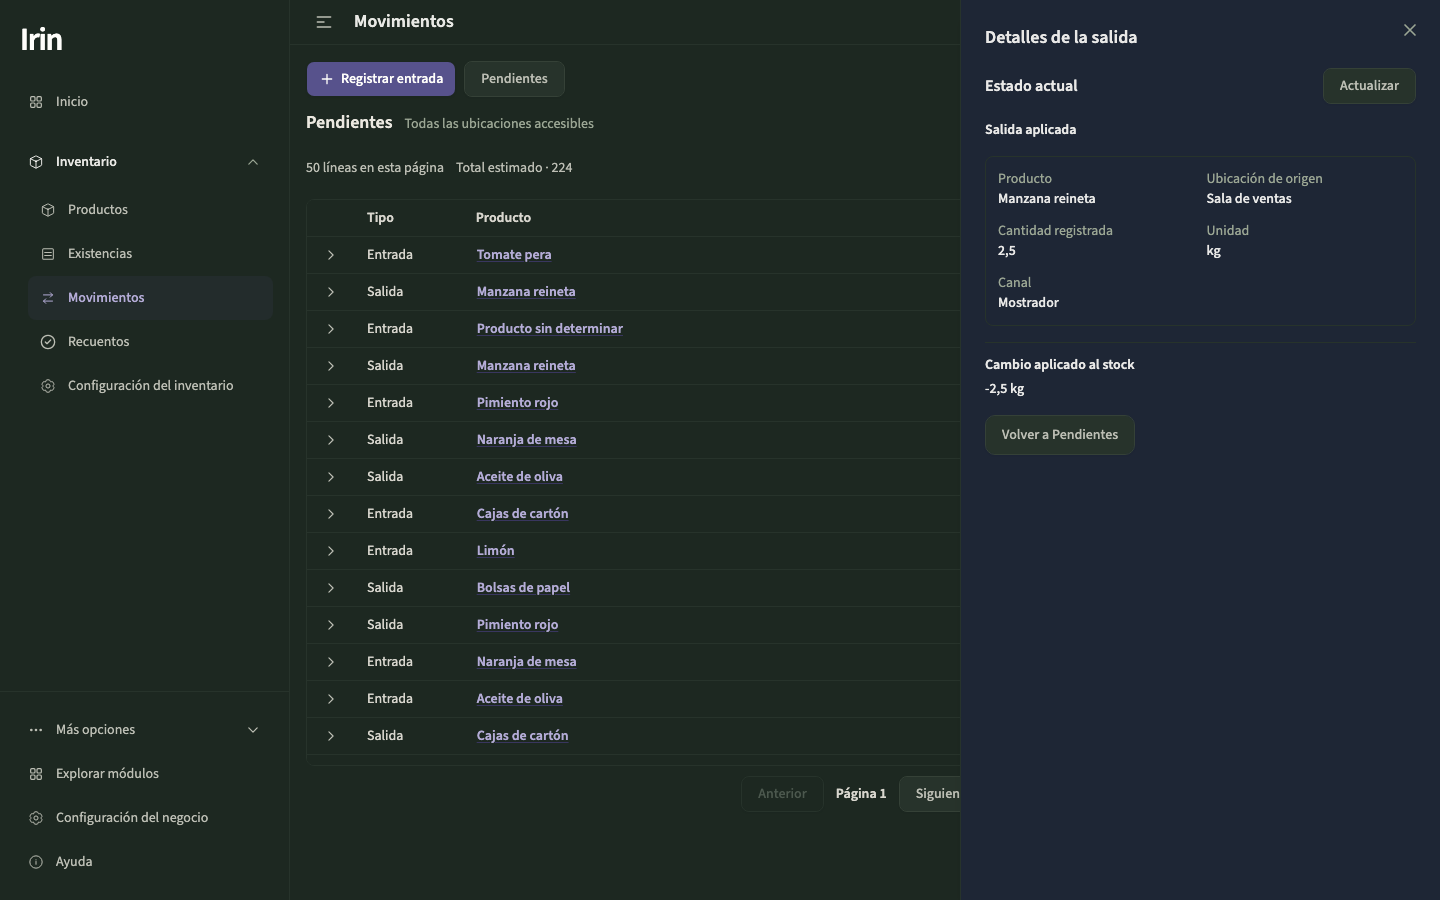 Irin
Inicio
Inventario
Productos
Existencias
Movimientos
Recuentos
Configuración del inventario
Más opciones
Explorar módulos
Configuración del negocio
Ayuda
Movimientos
Registrar entrada
Pendientes
Pendientes Todas las ubicaciones accesibles
50 líneas en esta página Total estimado · 224
Tipo Producto
Entrada Tomate pera
Salida Manzana reineta
Entrada Producto sin determinar
Salida Manzana reineta
Entrada Pimiento rojo
Salida Naranja de mesa
Salida Aceite de oliva
Entrada Cajas de cartón
Entrada Limón
Salida Bolsas de papel
Salida Pimiento rojo
Entrada Naranja de mesa
Entrada Aceite de oliva
Salida Cajas de cartón
Anterior Página 1 Siguien
Detalles de la salida
Estado actual Actualizar
Salida aplicada
Producto Ubicación de origen
Manzana reineta Sala de ventas
Cantidad registrada Unidad
2,5 kg
Canal
Mostrador
Cambio aplicado al stock
-2,5 kg
Volver a Pendientes